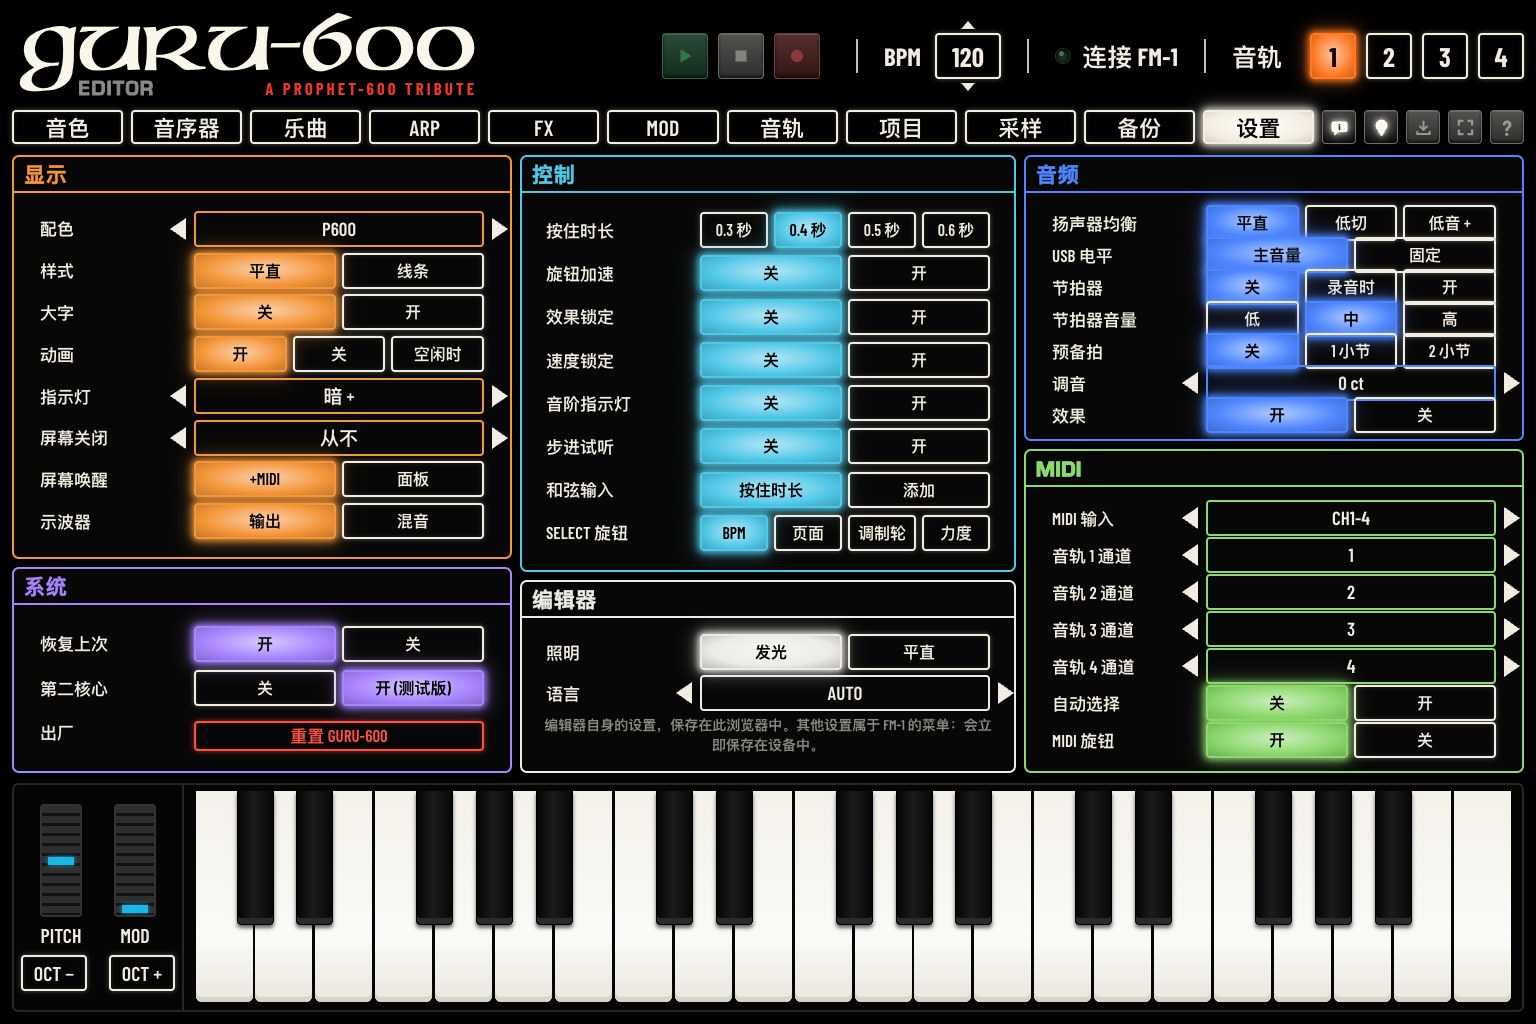 guru-600
EDITOR
A PROPHET-600 TRIBUTE
BPM 120 连接 FM-1 音轨 1 2 3 4
音色 音序器 乐曲 ARP FX MOD 音轨 项目 采样 备份 设置 ?
显示
配色 P600
样式 平直 线条
大字 关 开
动画 开 关 空闲时
指示灯 暗 +
屏幕关闭 从不
屏幕唤醒 +MIDI 面板
示波器 输出 混音
系统
恢复上次 开 关
第二核心 关 开 (测试版)
出厂 重置 GURU-600
控制
按住时长 0.3 秒 0.4 秒 0.5 秒 0.6 秒
旋钮加速 关 开
效果锁定 关 开
速度锁定 关 开
音阶指示灯 关 开
步进试听 关 开
和弦输入 按住时长 添加
SELECT 旋钮 BPM 页面 调制轮 力度
编辑器
照明 发光 平直
语言 AUTO
编辑器自身的设置，保存在此浏览器中。其他设置属于 FM-1 的菜单：会立
即保存在设备中。
音频
扬声器均衡 平直 低切 低音 +
USB 电平 主音量 固定
节拍器 关 录音时 开
节拍器音量 低 中 高
预备拍 关 1 小节 2 小节
调音 0 ct
效果 开 关
MIDI
MIDI 输入 CH1-4
音轨 1 通道 1
音轨 2 通道 2
音轨 3 通道 3
音轨 4 通道 4
自动选择 关 开
MIDI 旋钮 开 关
PITCH MOD
OCT − OCT +